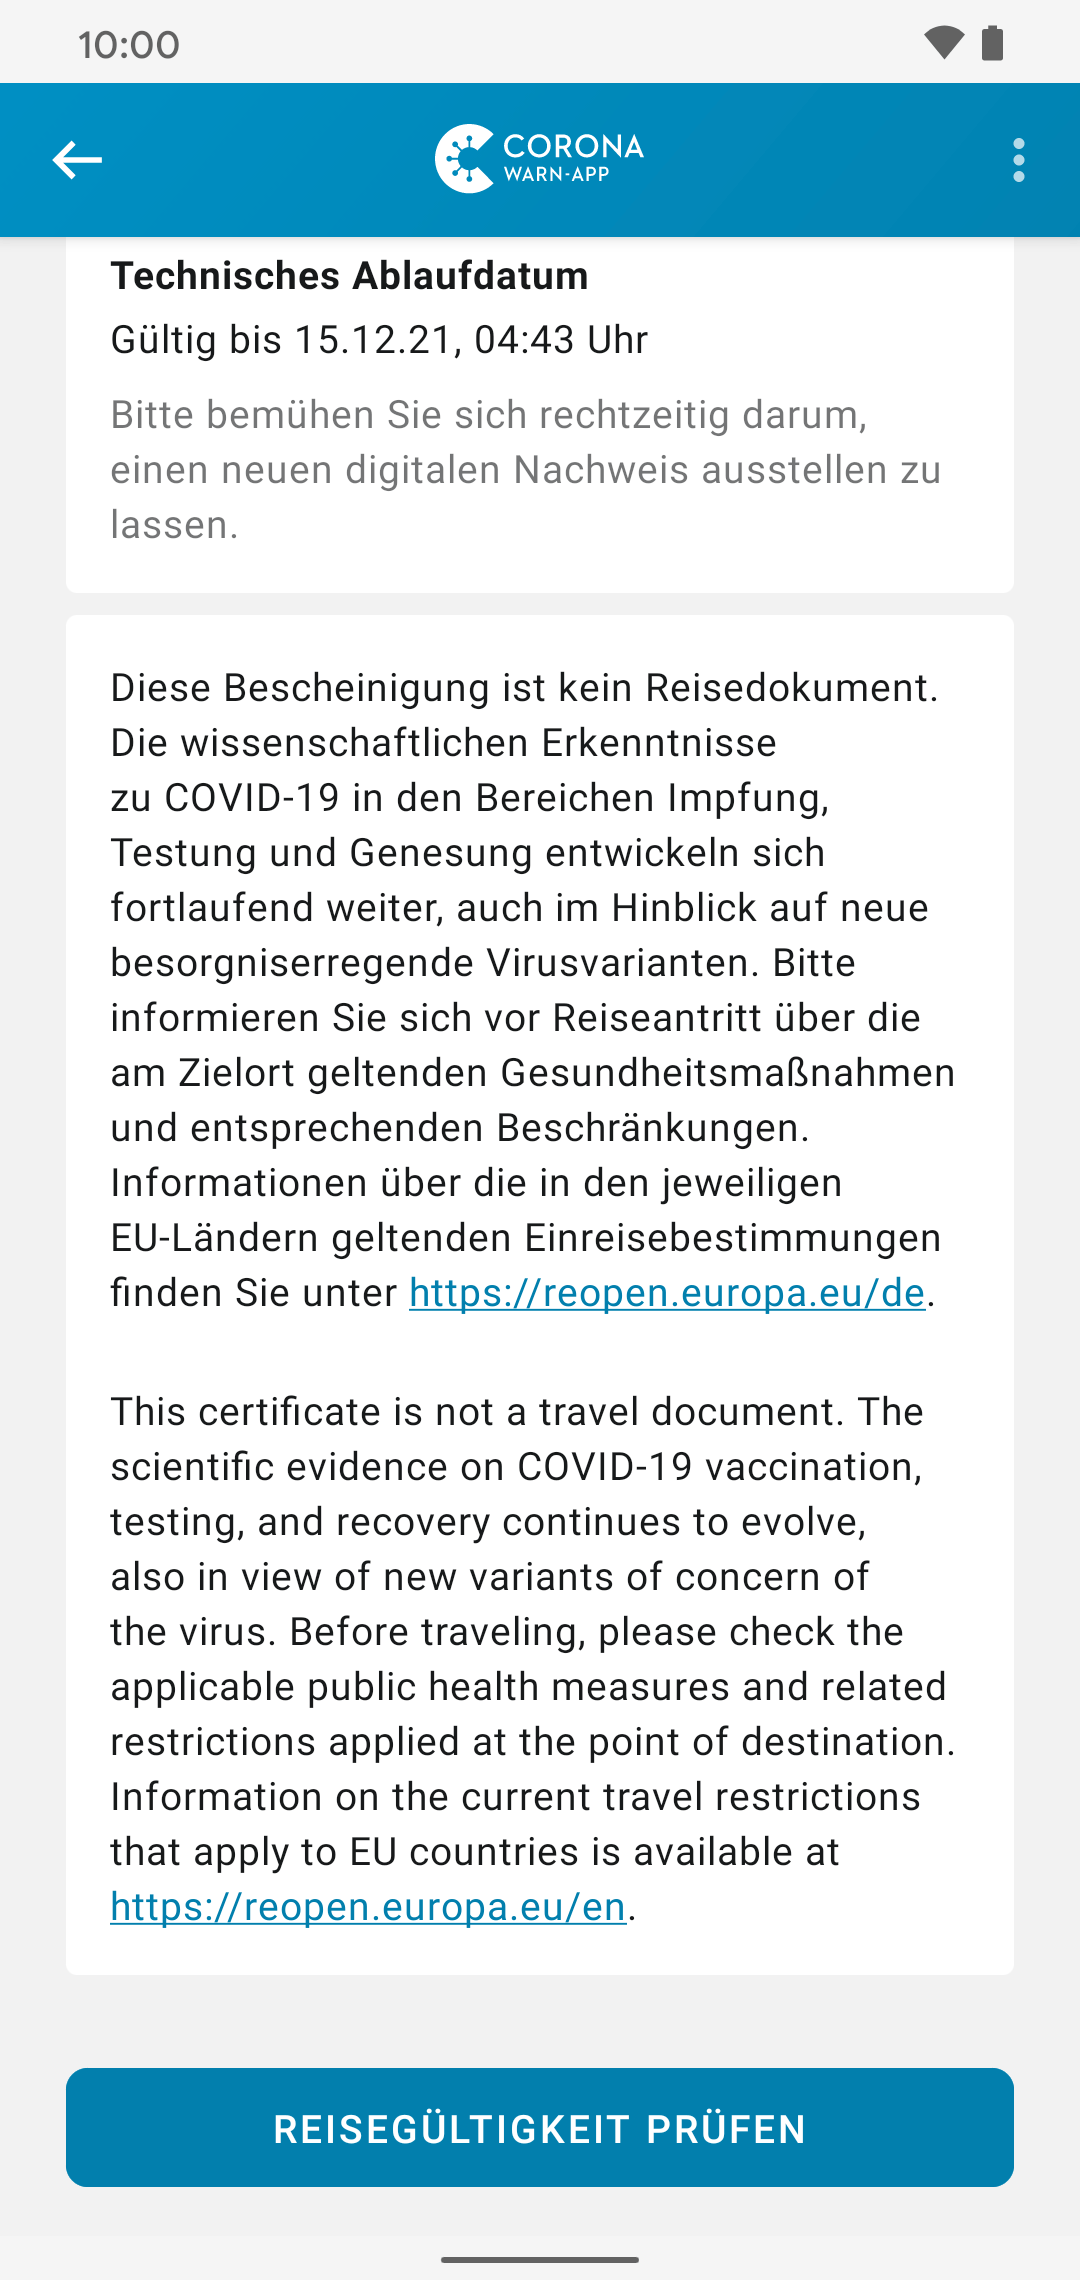 10:00
CORONA
WARN-APP
Technisches Ablaufdatum
Gültig bis 15.12.21, 04:43 Uhr
Bitte bemühen Sie sich rechtzeitig darum,
einen neuen digitalen Nachweis ausstellen zu
lassen.
Diese Bescheinigung ist kein Reisedokument.
Die wissenschaftlichen Erkenntnisse
zu COVID-19 in den Bereichen Impfung,
Testung und Genesung entwickeln sich
fortlaufend weiter, auch im Hinblick auf neue
besorgniserregende Virusvarianten. Bitte
informieren Sie sich vor Reiseantritt über die
am Zielort geltenden Gesundheitsmaßnahmen
und entsprechenden Beschränkungen.
Informationen über die in den jeweiligen
EU-Ländern geltenden Einreisebestimmungen
finden Sie unter https://reopen.europa.eu/de.
This certificate is not a travel document. The
scientific evidence on COVID-19 vaccination,
testing, and recovery continues to evolve,
also in view of new variants of concern of
the virus. Before traveling, please check the
applicable public health measures and related
restrictions applied at the point of destination.
Information on the current travel restrictions
that apply to EU countries is available at
https://reopen.europa.eu/en.
REISEGÜLTIGKEIT PRÜFEN